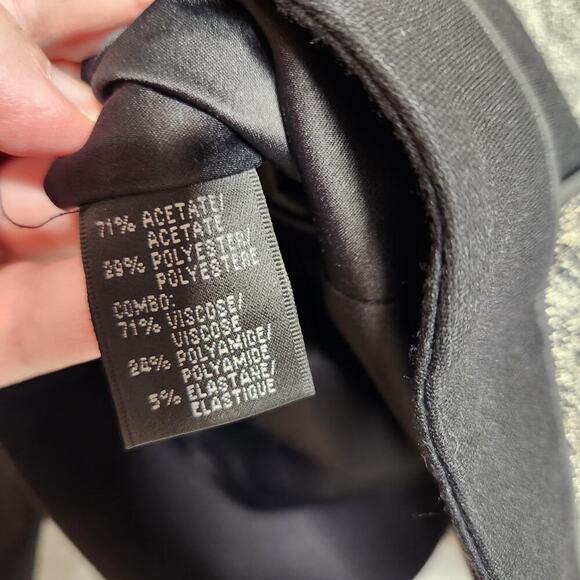 71% ACETATE/
ACETATE
29% POLYESTER/
POLYESTERE
COMBO:
71% VISCOSE/
VISCOSE
24% POLYAMIDE/
POLYAMIDE
5% ELASTANE/
ELASTIQUE